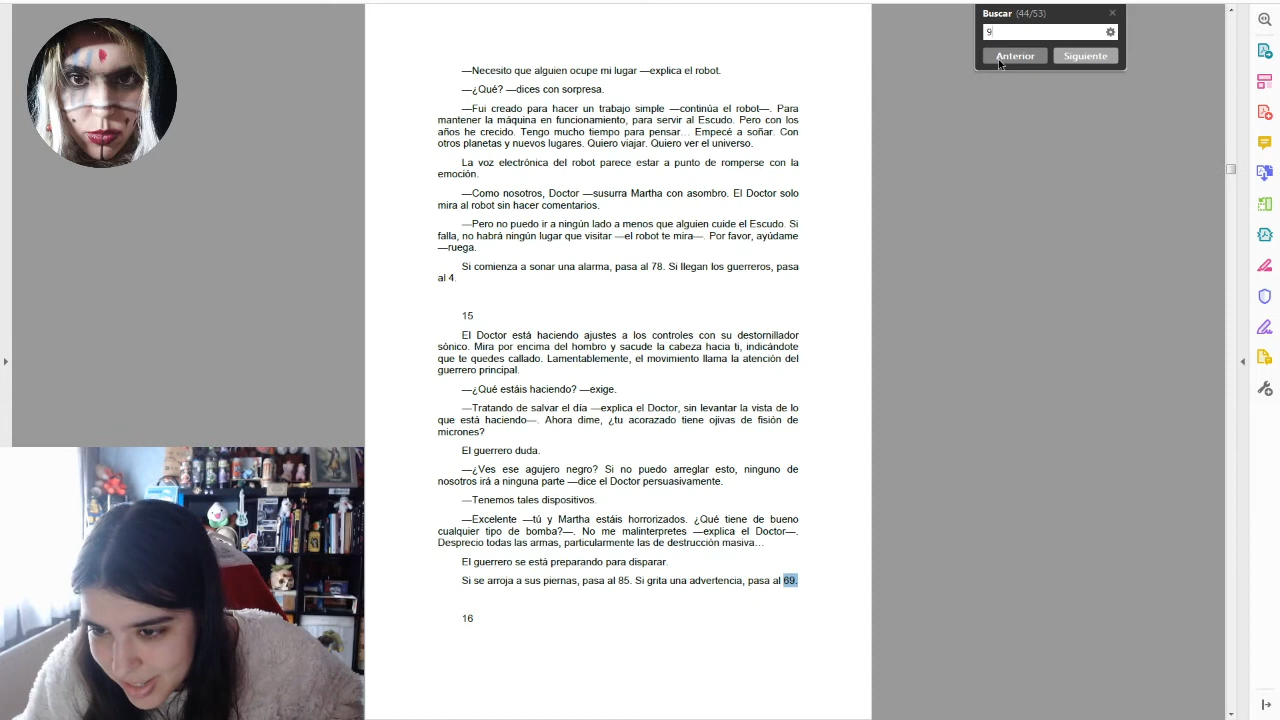 Buscar (44/53)
9
Anterior
Siguiente
—Necesito que alguien ocupe mi lugar —explica el robot.
—¿Qué? —dices con sorpresa.
—Fui creado para hacer un trabajo simple —continúa el robot—. Para
mantener la máquina en funcionamiento, para servir al Escudo. Pero con los
años he crecido. Tengo mucho tiempo para pensar… Empecé a soñar. Con
otros planetas y nuevos lugares. Quiero viajar. Quiero ver el universo.
La voz electrónica del robot parece estar a punto de romperse con la
emoción.
—Como nosotros, Doctor —susurra Martha con asombro. El Doctor solo
mira al robot sin hacer comentarios.
—Pero no puedo ir a ningún lado a menos que alguien cuide el Escudo. Si
falla, no habrá ningún lugar que visitar —el robot te mira—. Por favor, ayúdame
—ruega.
Si comienza a sonar una alarma, pasa al 78. Si llegan los guerreros, pasa
al 4.
15
El Doctor está haciendo ajustes a los controles con su destornillador
sónico. Mira por encima del hombro y sacude la cabeza hacia ti, indicándote
que te quedes callado. Lamentablemente, el movimiento llama la atención del
guerrero principal.
—¿Qué estáis haciendo? —exige.
—Tratando de salvar el día —explica el Doctor, sin levantar la vista de lo
que está haciendo—. Ahora dime, ¿tu acorazado tiene ojivas de fisión de
micrones?
El guerrero duda.
—¿Ves ese agujero negro? Si no puedo arreglar esto, ninguno de
nosotros irá a ninguna parte —dice el Doctor persuasivamente.
—Tenemos tales dispositivos.
—Excelente —tú y Martha estáis horrorizados. ¿Qué tiene de bueno
cualquier tipo de bomba?—. No me malinterpretes —explica el Doctor—.
Desprecio todas las armas, particularmente las de destrucción masiva…
El guerrero se está preparando para disparar.
Si se arroja a sus piernas, pasa al 85. Si grita una advertencia, pasa al 69.
16